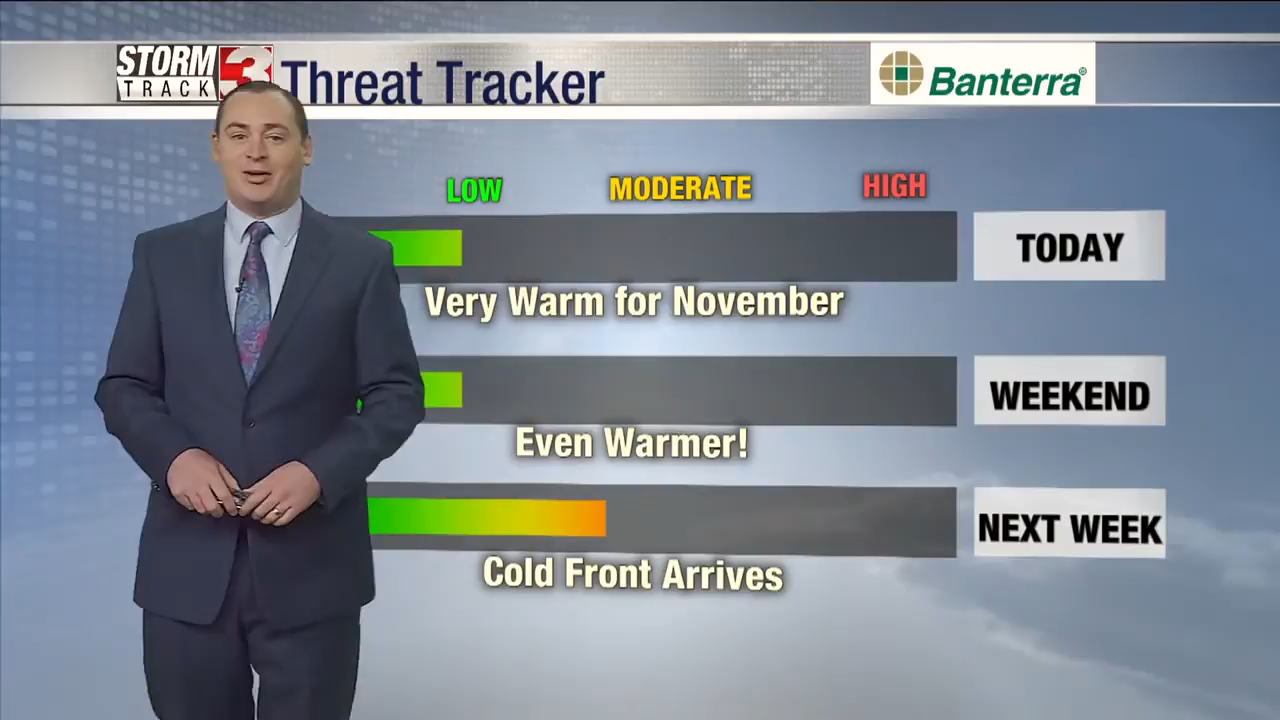 STORM
TRACK 3
Threat Tracker
Banterra®
LOW MODERATE HIGH
TODAY
Very Warm for November
WEEKEND
Even Warmer!
NEXT WEEK
Cold Front Arrives